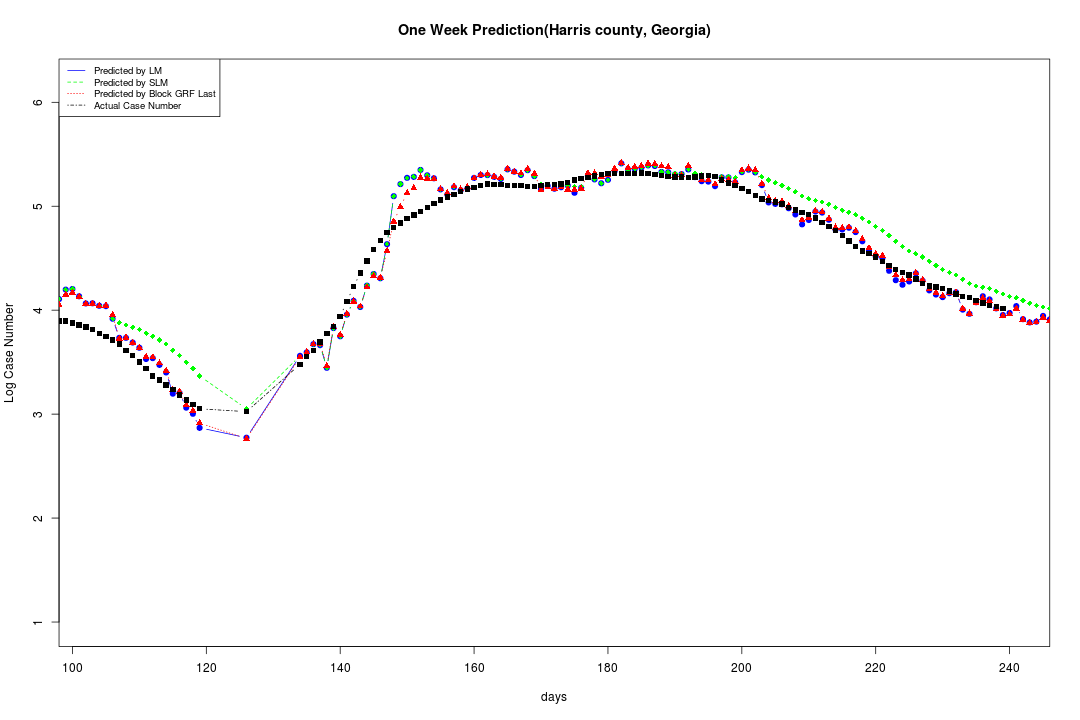 One Week Prediction(Harris county, Georgia)
Predicted by LM
Predicted by SLM
Predicted by Block GRF Last
Actual Case Number
Log Case Number
6
5
4
3
2
1
100 120 140 160 180 200 220 240
days